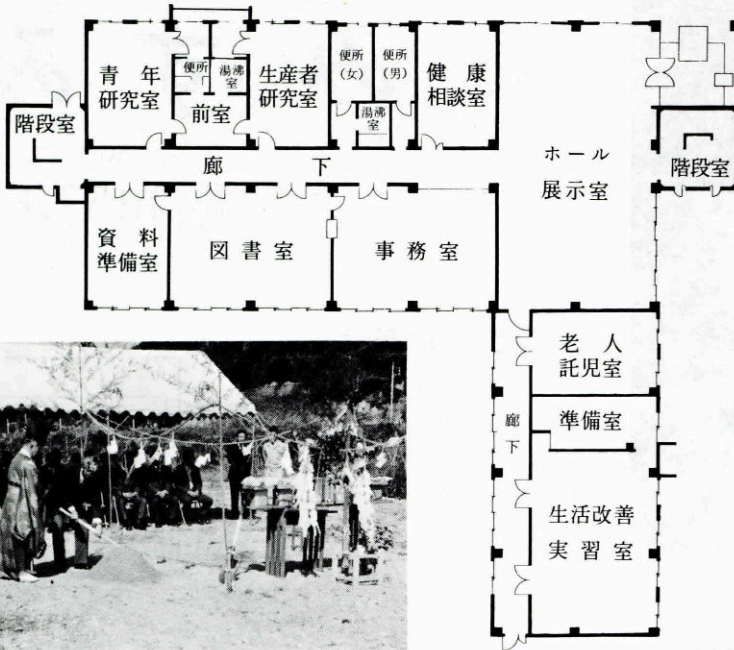 青年
研究室
便所
湯沸
室
前室
生産者
研究室
便所
(女)
便所
(男)
湯沸
室
健康
相談室
階段室
廊下
ホール
展示室
階段室
資料
準備室
図書室
事務室
老人
託児室
準備室
廊
下
生活改善
実習室